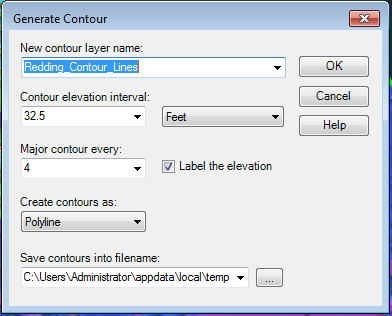 Generate Contour
New contour layer name:
Redding_Contour_Lines
OK
Contour elevation interval:
Cancel
32.5
Feet
Help
Major contour every:
4
Label the elevation
Create contours as:
Polyline
Save contours into filename:
C:\Users\Administrator\appdata\local\temp
...